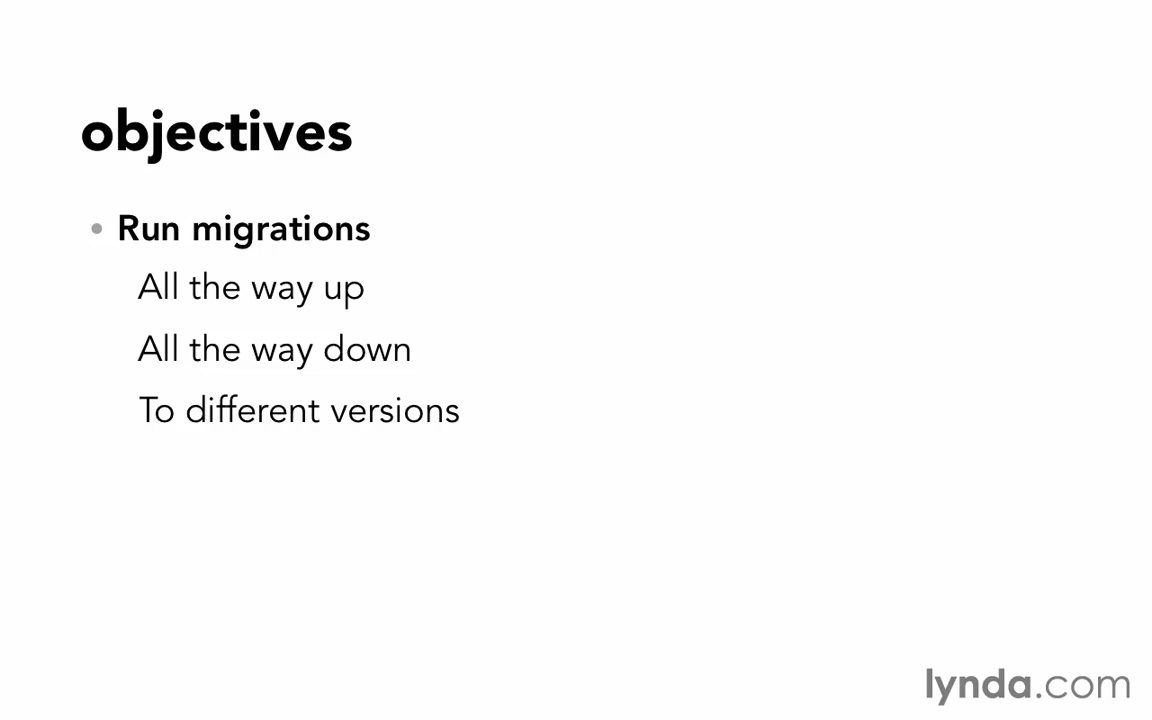 objectives
• Run migrations
All the way up
All the way down
To different versions
lynda.com